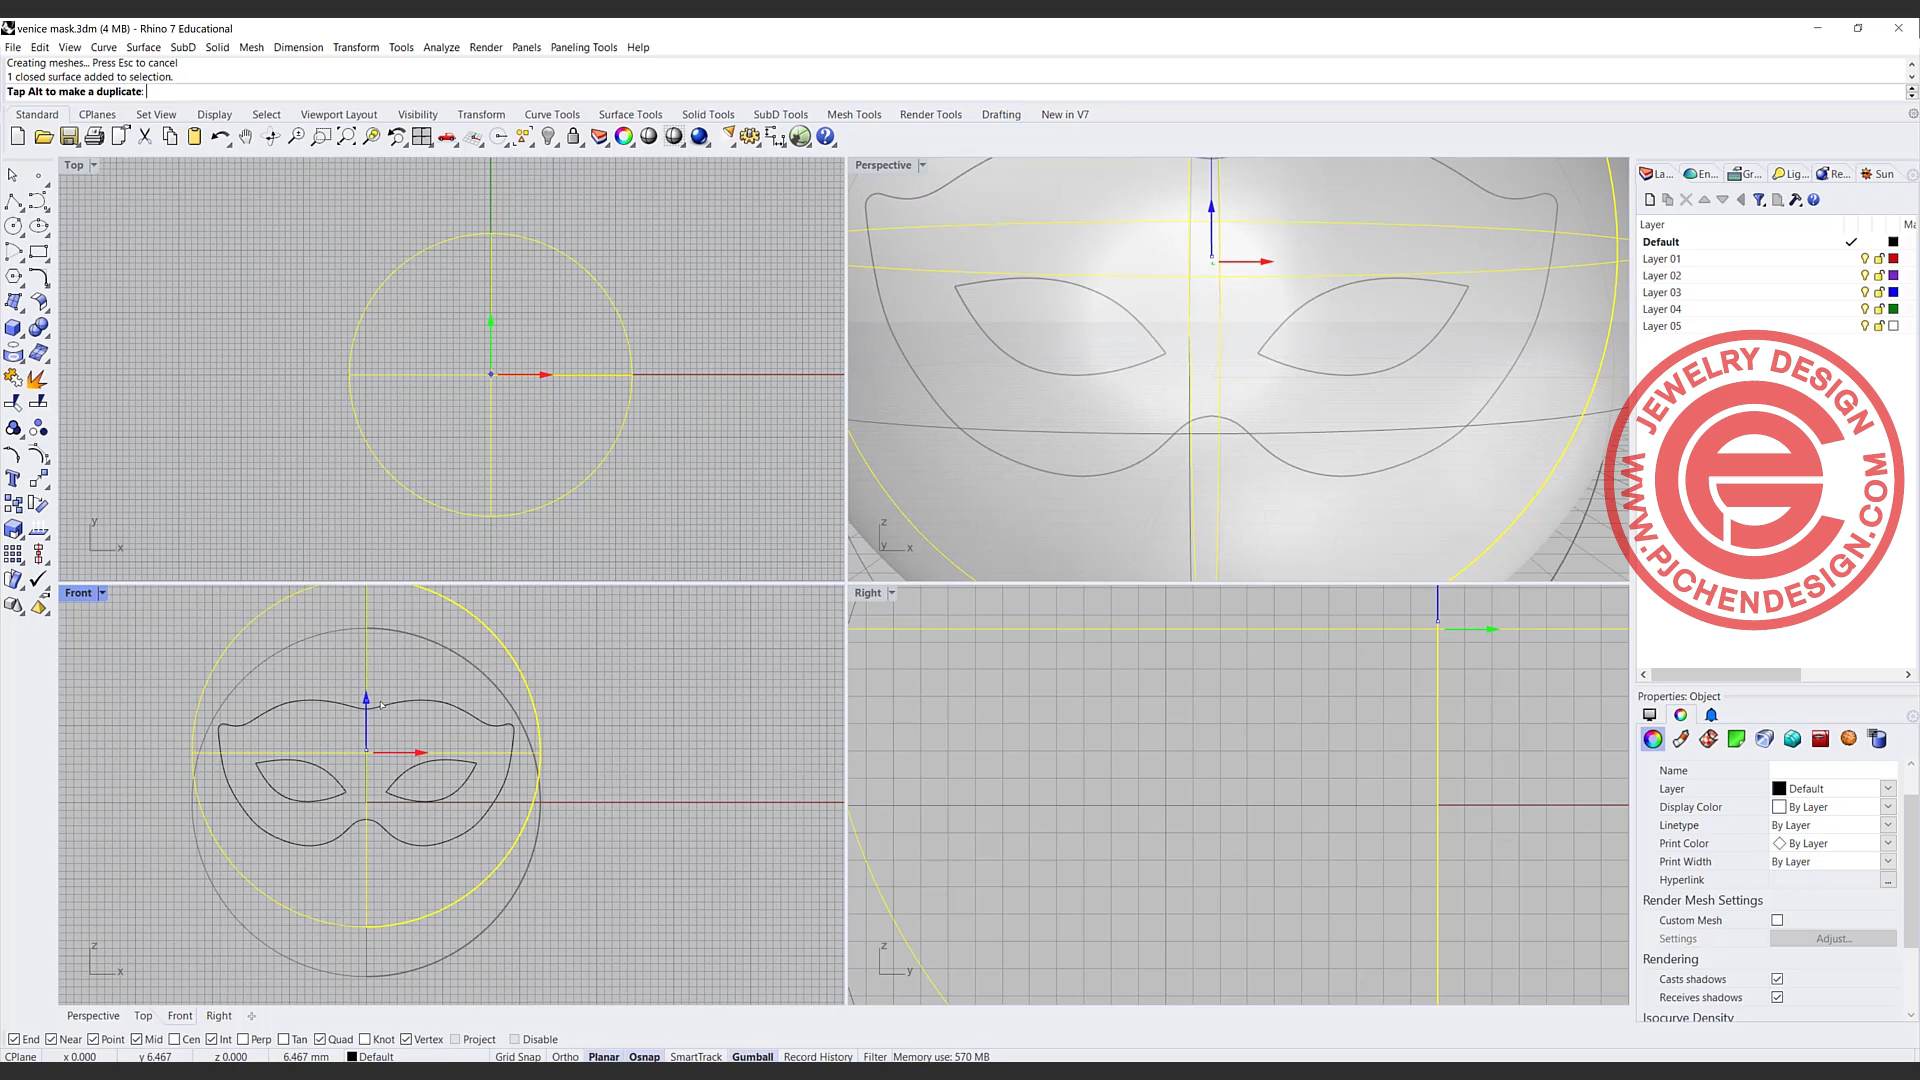 venice mask.3dm (4 MB) - Rhino 7 Educational
File Edit View Curve Surface SubD Solid Mesh Dimension Transform Tools Analyze Render Panels Paneling Tools Help
Creating meshes... Press Esc to cancel
1 closed surface added to selection.
Tap Alt to make a duplicate:
Standard CPlanes Set View Display Select Viewport Layout Visibility Transform Curve Tools Surface Tools Solid Tools SubD Tools Mesh Tools Render Tools Drafting New in V7
Top
Perspective
La... En... Gr... Lig... Re... Sun
Layer Ma
Default
Layer 01
Layer 02
Layer 03
Layer 04
Layer 05
JEWELRY DESIGN
WWW.PJCHENDESIGN.COM
y
x
z
y
x
Front
Right
z
x
z
y
Properties: Object
Name
Layer Default
Display Color By Layer
Linetype By Layer
Print Color By Layer
Print Width By Layer
Hyperlink ...
Render Mesh Settings
Custom Mesh
Settings Adjust...
Rendering
Casts shadows
Receives shadows
Isocurve Density
Perspective Top Front Right
End Near Point Mid Cen Int Perp Tan Quad Knot Vertex Project Disable
CPlane x 0.000 y 6.467 z 0.000 6.467 mm Default Grid Snap Ortho Planar Osnap SmartTrack Gumball Record History Filter Memory use: 570 MB